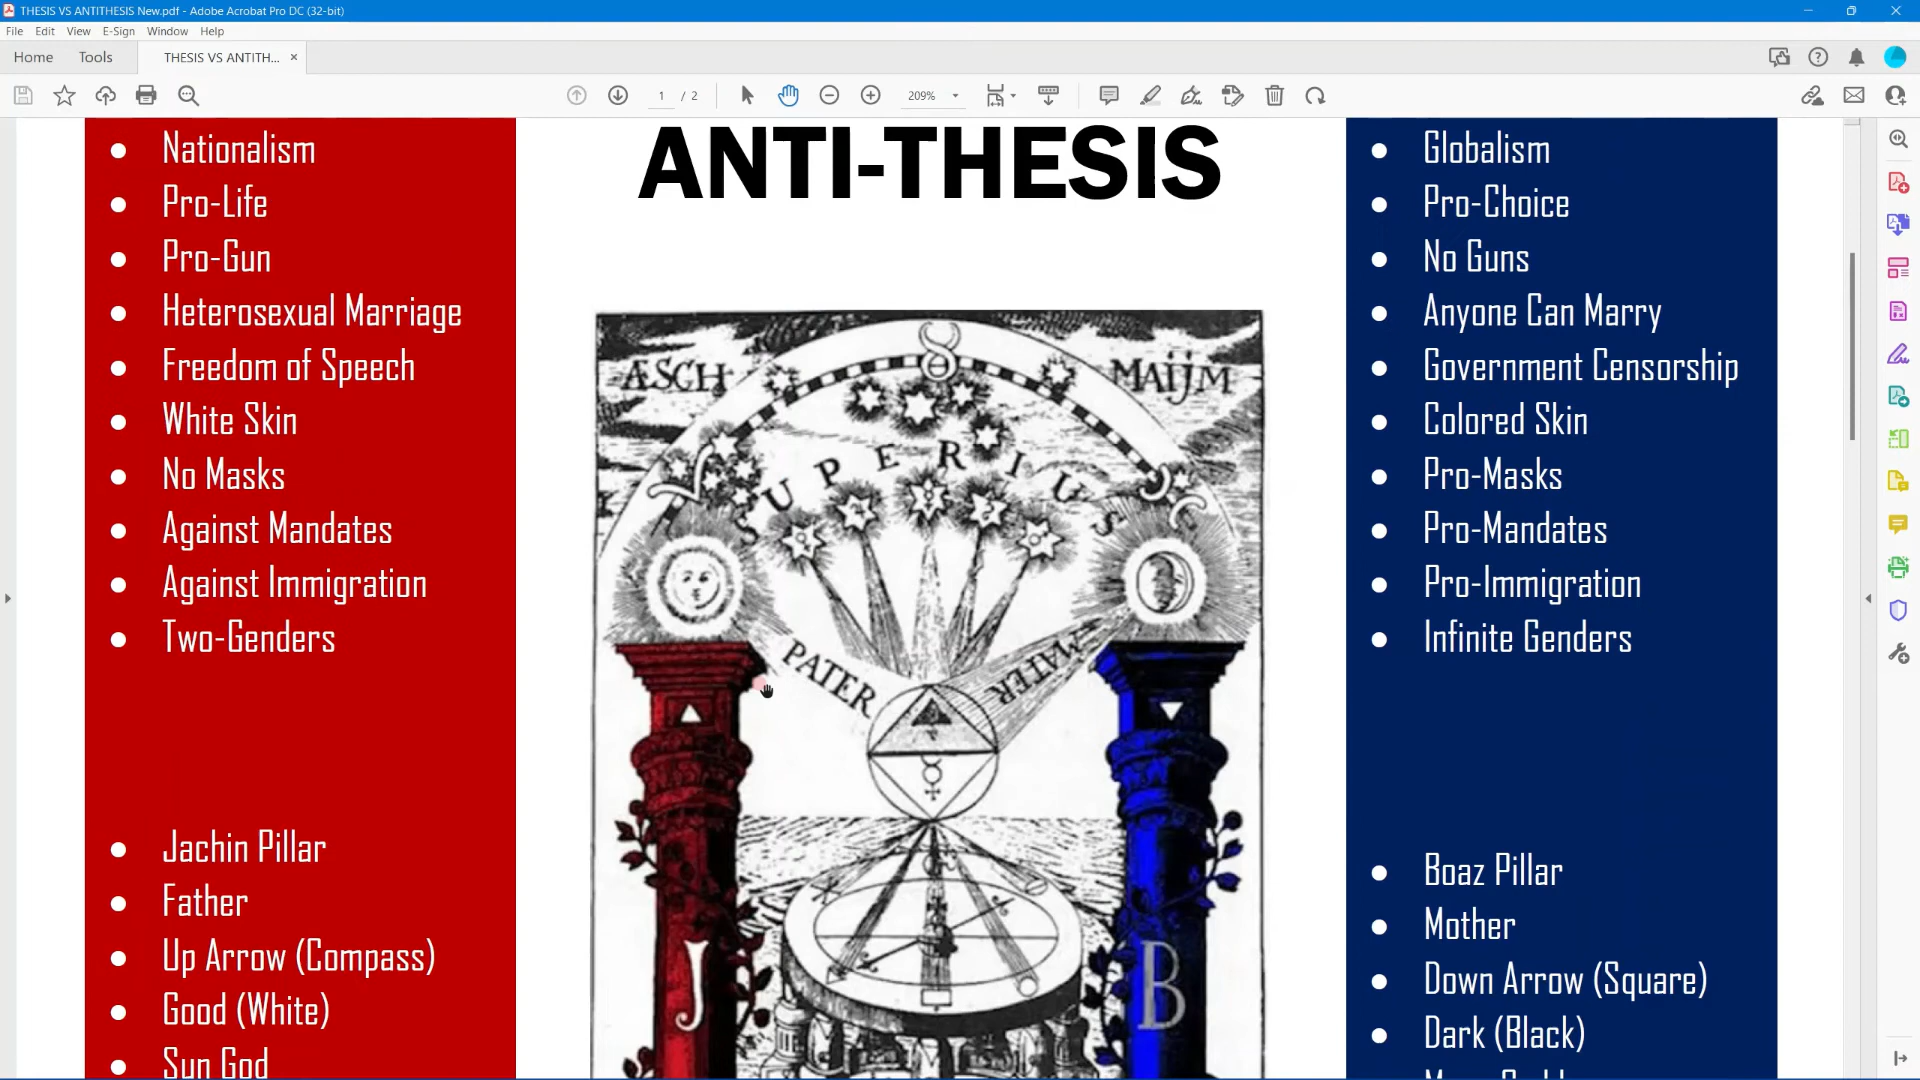 THESIS VS ANTITHESIS New.pdf - Adobe Acrobat Pro DC (32-bit)
File Edit View E-Sign Window Help
Home Tools THESIS VS ANTITH... ×
1 / 2 209%
ANTI-THESIS
Nationalism
Pro-Life
Pro-Gun
Heterosexual Marriage
Freedom of Speech
White Skin
No Masks
Against Mandates
Against Immigration
Two-Genders
Jachin Pillar
Father
Up Arrow (Compass)
Good (White)
Sun God
ÆSCH MAIJM
SUPERIUS
PATER MATER
J B
Globalism
Pro-Choice
No Guns
Anyone Can Marry
Government Censorship
Colored Skin
Pro-Masks
Pro-Mandates
Pro-Immigration
Infinite Genders
Boaz Pillar
Mother
Down Arrow (Square)
Dark (Black)